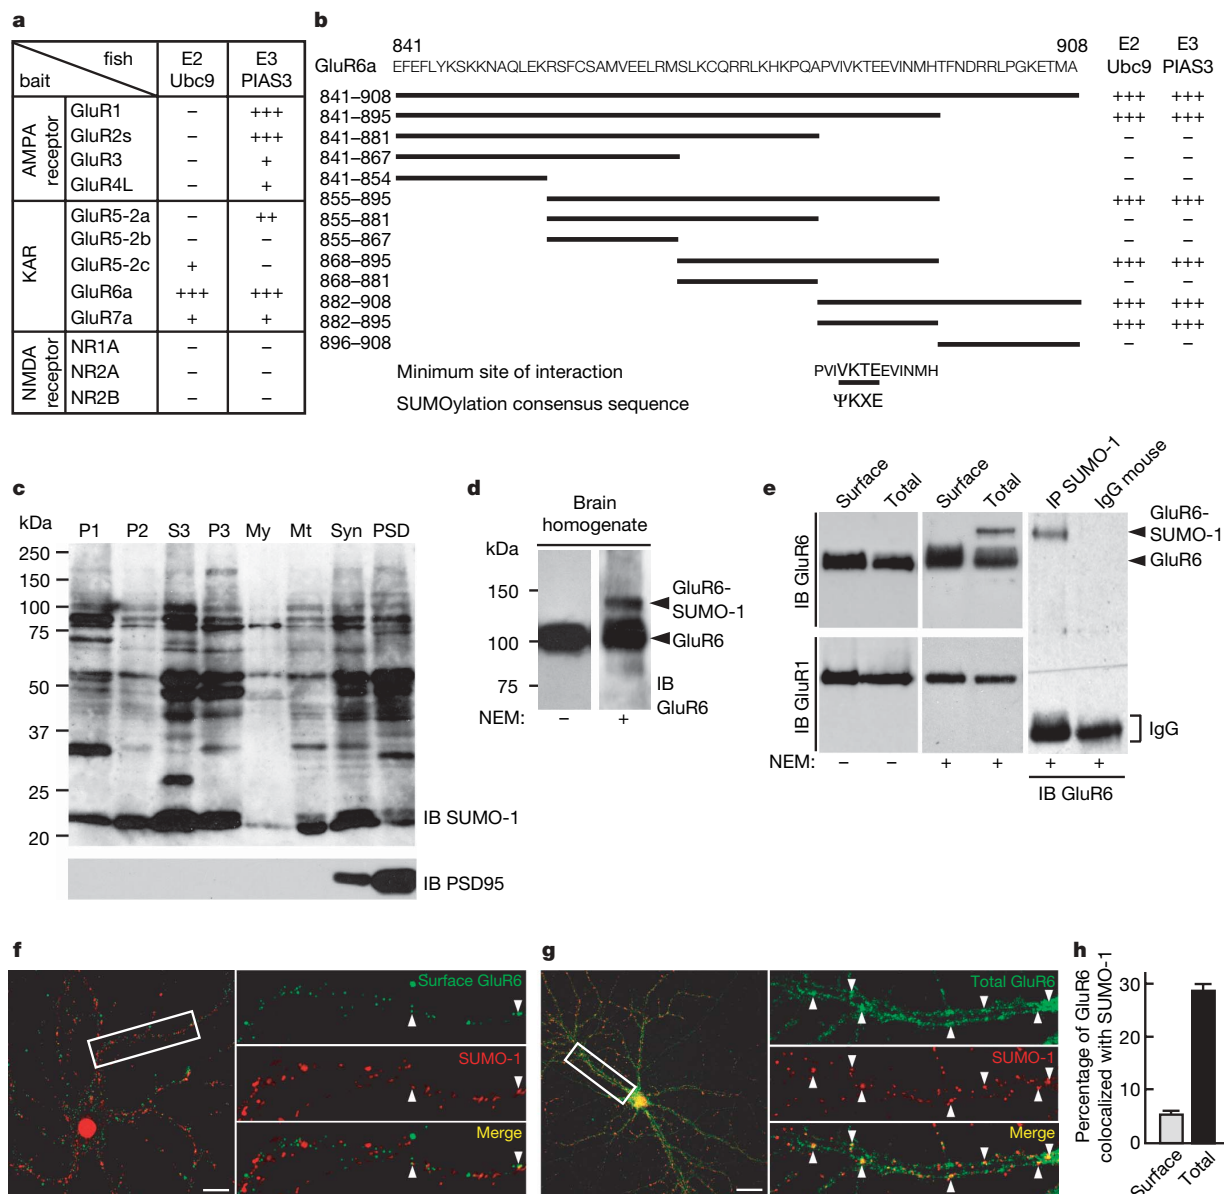 a
fish
bait
E2
Ubc9
E3
PIAS3
AMPA receptor
GluR1 – +++
GluR2s – +++
GluR3 – +
GluR4L – +
KAR
GluR5-2a – ++
GluR5-2b – –
GluR5-2c + –
GluR6a +++ +++
GluR7a + +
NMDA receptor
NR1A – –
NR2A – –
NR2B – –
b
841 908
E2
Ubc9
E3
PIAS3
GluR6a EFEFLYKSKKNAQLEKRSFCSAMVEELRMSLKCQRRLKHKPQAPVIVKTEEVINMHTFNDRRLPGKETMA
841–908 +++ +++
841–895 +++ +++
841–881 – –
841–867 – –
841–854 – –
855–895 +++ +++
855–881 – –
855–867 – –
868–895 +++ +++
868–881 – –
882–908 +++ +++
882–895 +++ +++
896–908 – –
Minimum site of interaction PVIVKTEEVINMH
SUMOylation consensus sequence ΨKXE
c
kDa P1 P2 S3 P3 My Mt Syn PSD
250
150
100
75
50
37
25
20
IB SUMO-1
IB PSD95
d
Brain
homogenate
kDa
150
100
75
GluR6-
SUMO-1
GluR6
IB
GluR6
NEM: – +
e
Surface Total Surface Total IP SUMO-1 IgG mouse
IB GluR6
GluR6-
SUMO-1
GluR6
IB GluR1
IgG
NEM: – – + + + +
IB GluR6
f
Surface GluR6
SUMO-1
Merge
g
Total GluR6
SUMO-1
Merge
h
Percentage of GluR6
colocalized with SUMO-1
30
20
10
0
Surface
Total